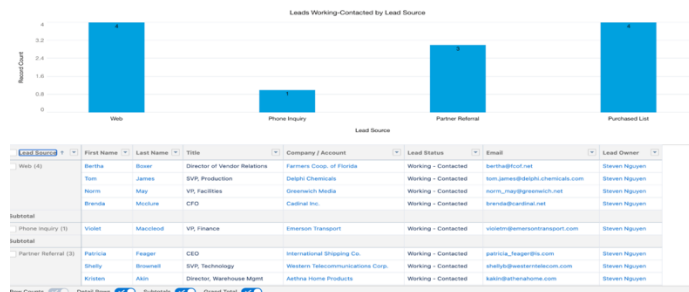 Leads Working-Contacted by Lead Source
4
3.2
2.4
1.6
0.8
0
Record Count
4
1
3
4
Web
Phone Inquiry
Partner Referral
Purchased List
Lead Source
Lead Source ↑ First Name Last Name Title Company / Account Lead Status Email Lead Owner
Web (4) Bertha Boxer Director of Vendor Relations Farmers Coop. of Florida Working - Contacted bertha@fcof.net Steven Nguyen
Tom James SVP, Production Delphi Chemicals Working - Contacted tom.james@delphi.chemicals.com Steven Nguyen
Norm May VP, Facilities Greenwich Media Working - Contacted norm_may@greenwich.net Steven Nguyen
Brenda Mcclure CFO Cadinal Inc. Working - Contacted brenda@cardinal.net Steven Nguyen
Subtotal
Phone Inquiry (1) Violet Maccleod VP, Finance Emerson Transport Working - Contacted violetm@emersontransport.com Steven Nguyen
Subtotal
Partner Referral (3) Patricia Feager CEO International Shipping Co. Working - Contacted patricia_feager@is.com Steven Nguyen
Shelly Brownell SVP, Technology Western Telecommunications Corp. Working - Contacted shellyb@westerntelecom.com Steven Nguyen
Kristen Akin Director, Warehouse Mgmt Aethna Home Products Working - Contacted kakin@athenahome.com Steven Nguyen
Row Counts Detail Rows Subtotals Grand Total